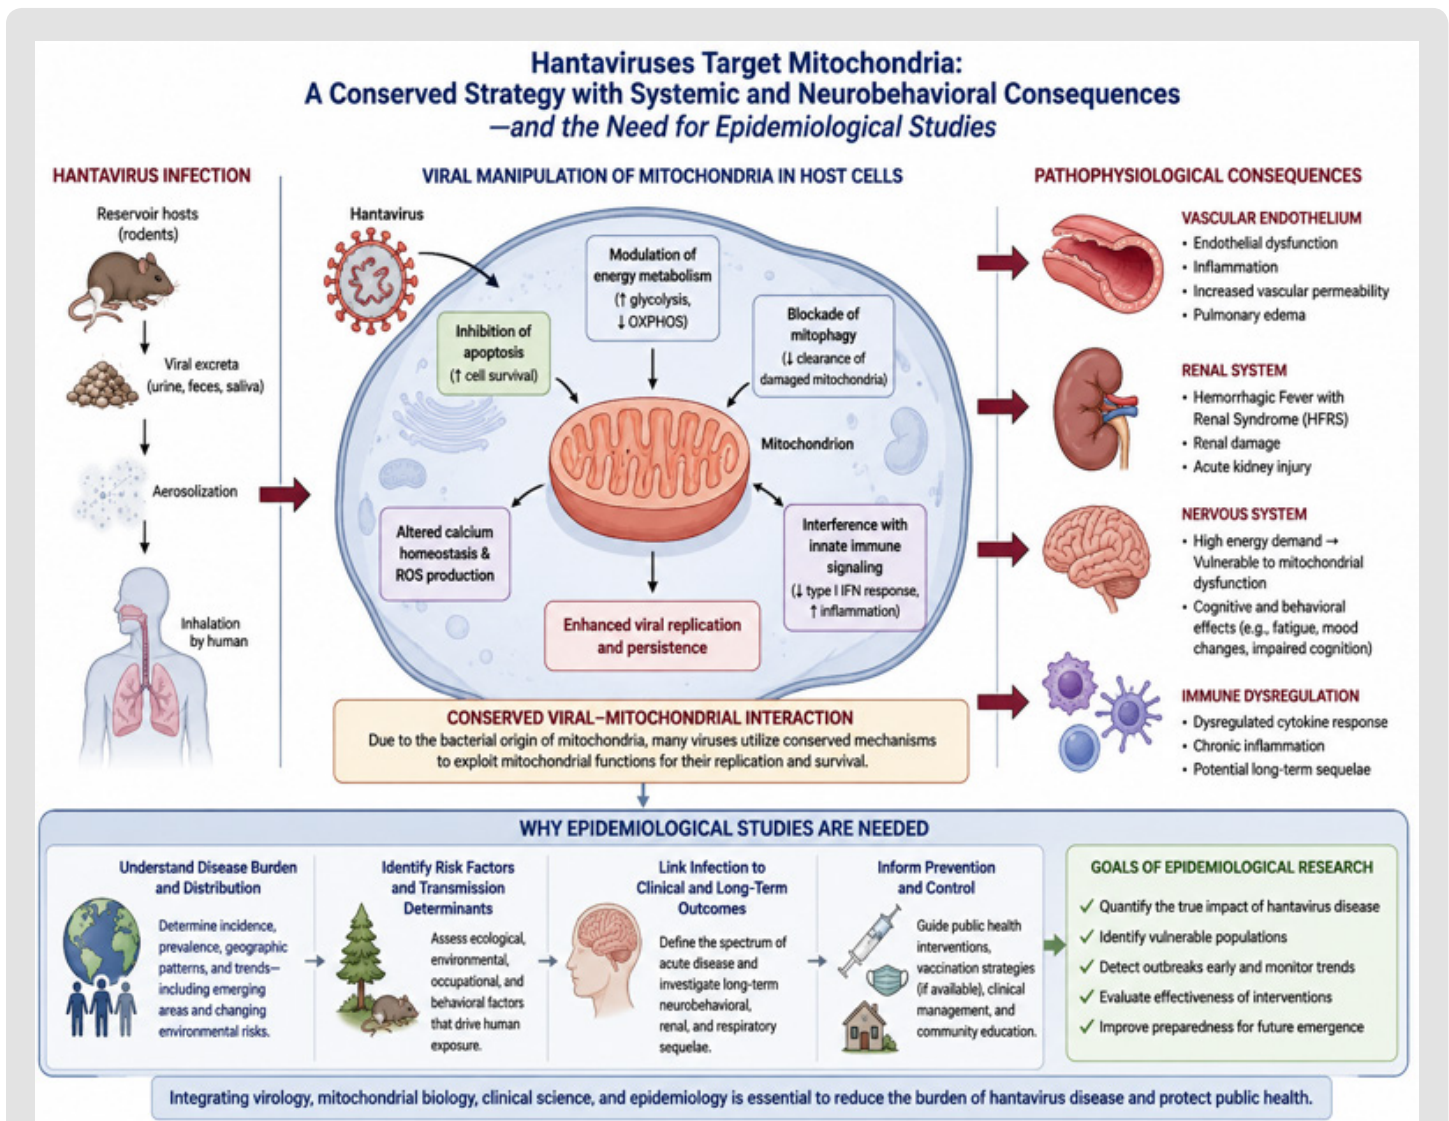 Hantaviruses Target Mitochondria:
A Conserved Strategy with Systemic and Neurobehavioral Consequences
—and the Need for Epidemiological Studies
HANTAVIRUS INFECTION
Reservoir hosts
(rodents)
Viral excreta
(urine, feces, saliva)
Aerosolization
Inhalation
by human
VIRAL MANIPULATION OF MITOCHONDRIA IN HOST CELLS
Hantavirus
Inhibition of
apoptosis
(↑ cell survival)
Modulation of
energy metabolism
(↑ glycolysis,
↓ OXPHOS)
Blockade of
mitophagy
(↓ clearance of
damaged mitochondria)
Mitochondrion
Altered calcium
homeostasis &
ROS production
Interference with
innate immune
signaling
(↓ type I IFN response,
↑ inflammation)
Enhanced viral replication
and persistence
CONSERVED VIRAL–MITOCHONDRIAL INTERACTION
Due to the bacterial origin of mitochondria, many viruses utilize conserved mechanisms
to exploit mitochondrial functions for their replication and survival.
PATHOPHYSIOLOGICAL CONSEQUENCES
VASCULAR ENDOTHELIUM
• Endothelial dysfunction
• Inflammation
• Increased vascular permeability
• Pulmonary edema
RENAL SYSTEM
• Hemorrhagic Fever with
Renal Syndrome (HFRS)
• Renal damage
• Acute kidney injury
NERVOUS SYSTEM
• High energy demand →
Vulnerable to mitochondrial
dysfunction
• Cognitive and behavioral
effects (e.g., fatigue, mood
changes, impaired cognition)
IMMUNE DYSREGULATION
• Dysregulated cytokine response
• Chronic inflammation
• Potential long-term sequelae
WHY EPIDEMIOLOGICAL STUDIES ARE NEEDED
Understand Disease Burden
and Distribution
Determine incidence,
prevalence, geographic
patterns, and trends—
including emerging
areas and changing
environmental risks.
Identify Risk Factors
and Transmission
Determinants
Assess ecological,
environmental,
occupational, and
behavioral factors
that drive human
exposure.
Link Infection to
Clinical and Long-Term
Outcomes
Define the spectrum of
acute disease and
investigate long-term
neurobehavioral,
renal, and respiratory
sequelae.
Inform Prevention
and Control
Guide public health
interventions,
vaccination strategies
(if available), clinical
management, and
community education.
GOALS OF EPIDEMIOLOGICAL RESEARCH
✓ Quantify the true impact of hantavirus disease
✓ Identify vulnerable populations
✓ Detect outbreaks early and monitor trends
✓ Evaluate effectiveness of interventions
✓ Improve preparedness for future emergence
Integrating virology, mitochondrial biology, clinical science, and epidemiology is essential to reduce the burden of hantavirus disease and protect public health.